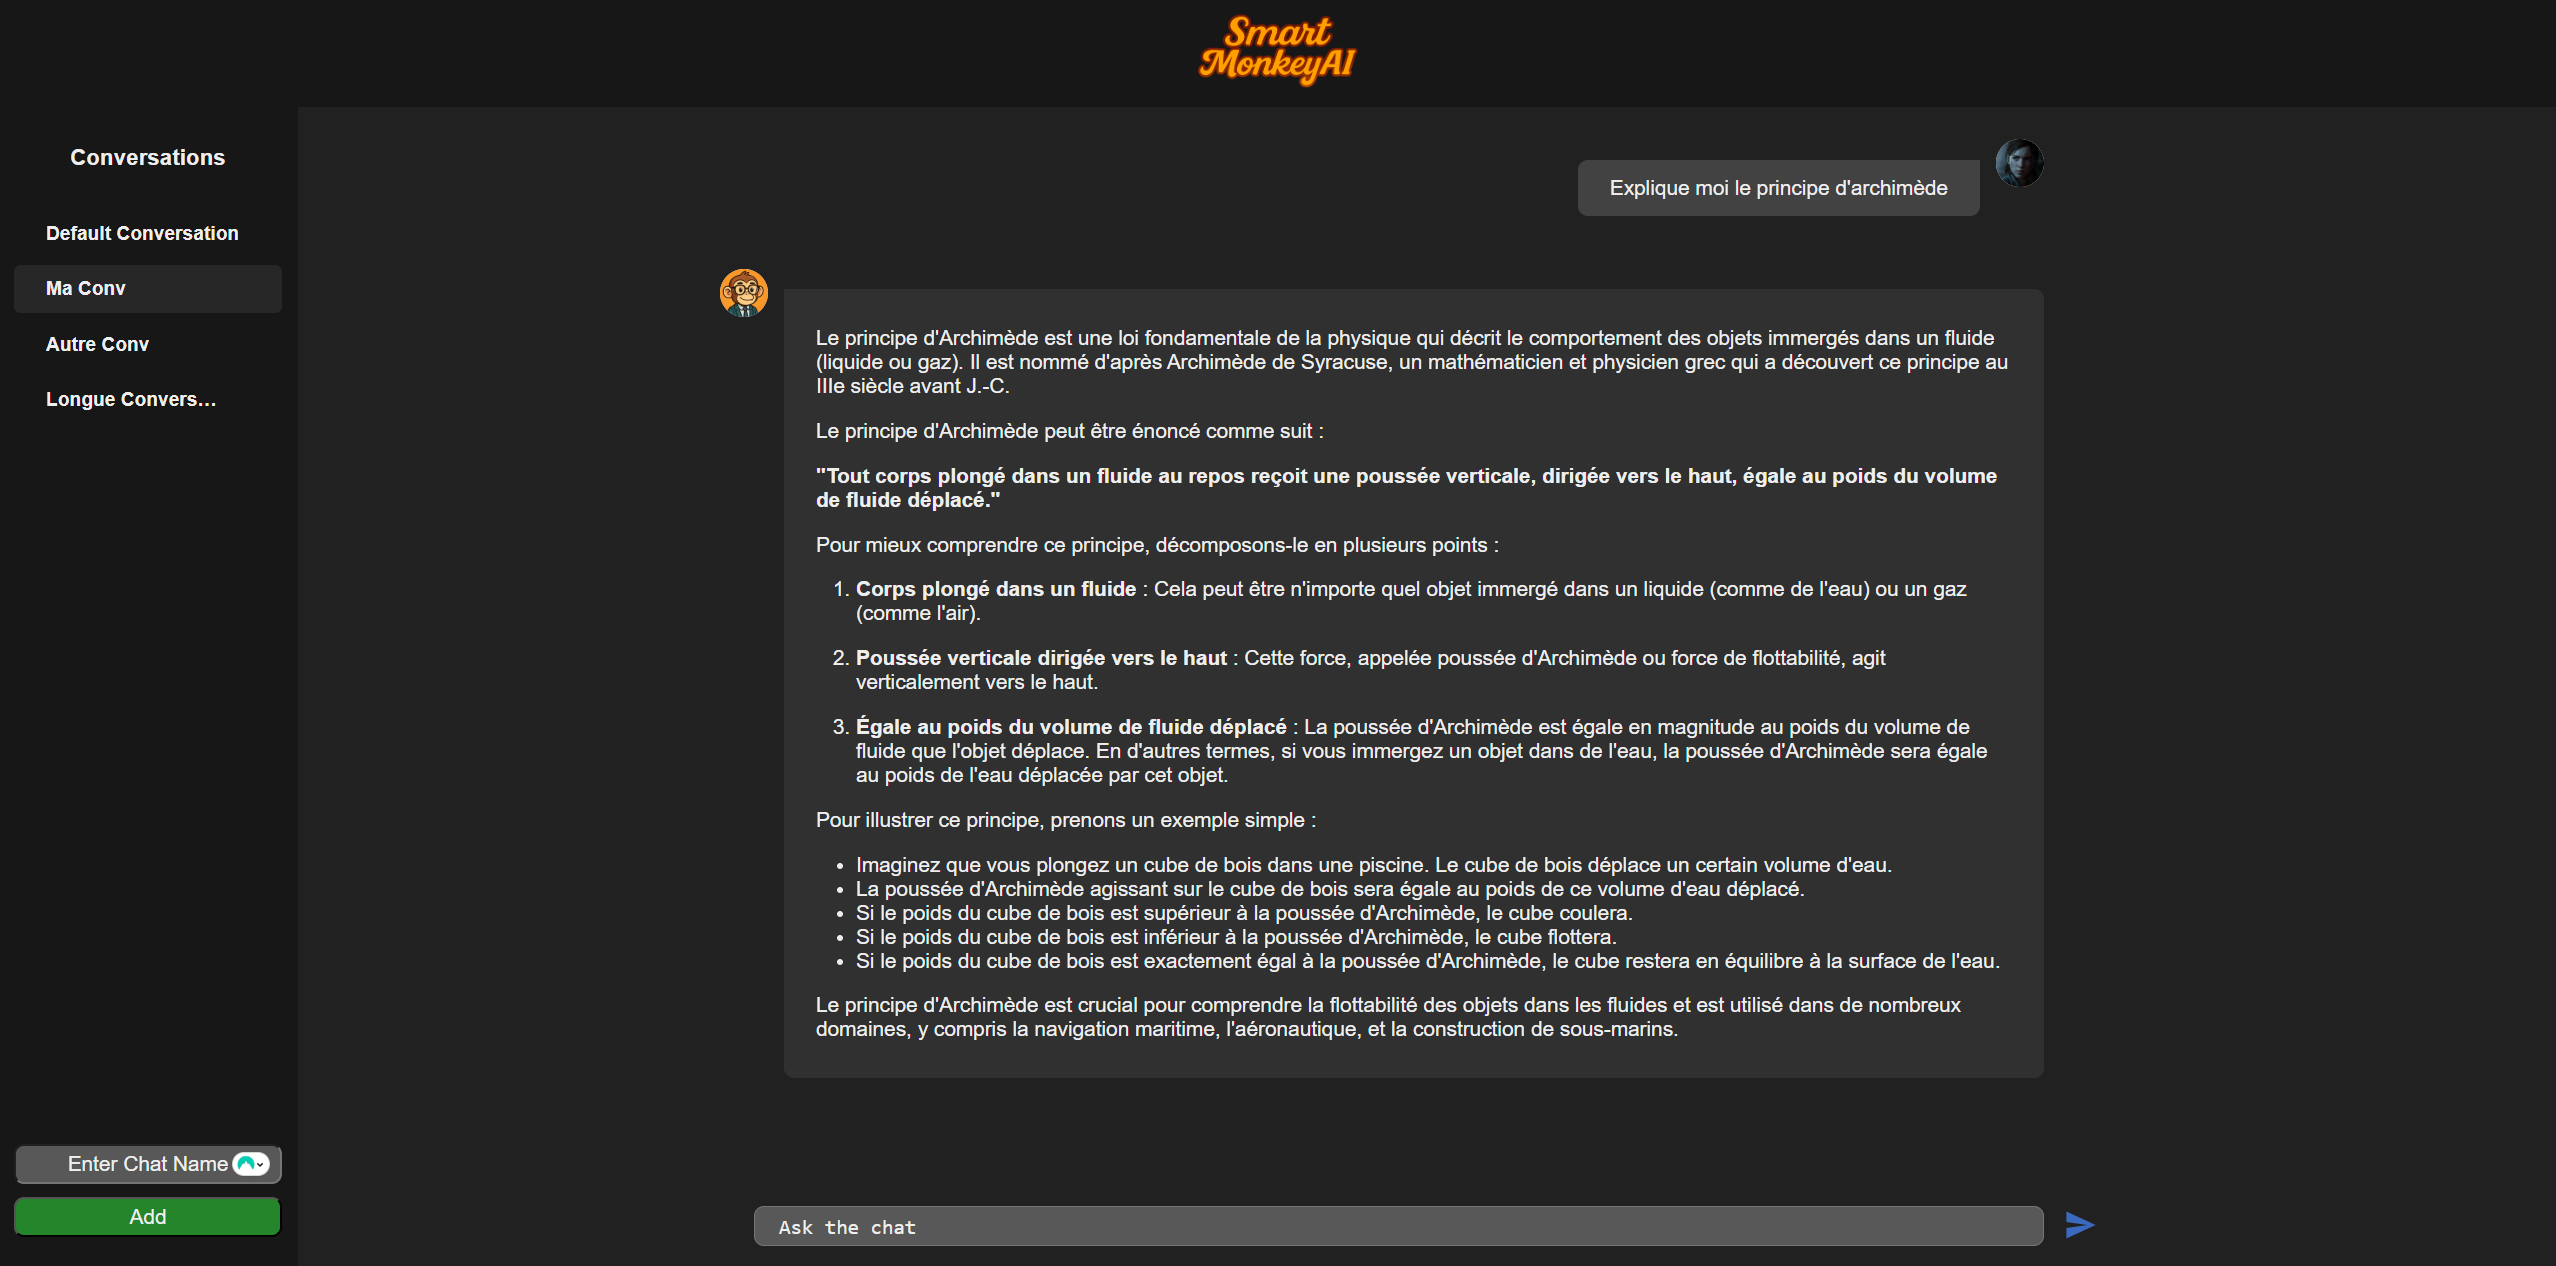 Smart
MonkeyAI
Conversations
Default Conversation
Ma Conv
Autre Conv
Longue Convers...
Enter Chat Name
Add
Explique moi le principe d'archimède
Le principe d'Archimède est une loi fondamentale de la physique qui décrit le comportement des objets immergés dans un fluide
(liquide ou gaz). Il est nommé d'après Archimède de Syracuse, un mathématicien et physicien grec qui a découvert ce principe au
IIIe siècle avant J.-C.
Le principe d'Archimède peut être énoncé comme suit :
"Tout corps plongé dans un fluide au repos reçoit une poussée verticale, dirigée vers le haut, égale au poids du volume
de fluide déplacé."
Pour mieux comprendre ce principe, décomposons-le en plusieurs points :
1. Corps plongé dans un fluide : Cela peut être n'importe quel objet immergé dans un liquide (comme de l'eau) ou un gaz
(comme l'air).
2. Poussée verticale dirigée vers le haut : Cette force, appelée poussée d'Archimède ou force de flottabilité, agit
verticalement vers le haut.
3. Égale au poids du volume de fluide déplacé : La poussée d'Archimède est égale en magnitude au poids du volume de
fluide que l'objet déplace. En d'autres termes, si vous immergez un objet dans de l'eau, la poussée d'Archimède sera égale
au poids de l'eau déplacée par cet objet.
Pour illustrer ce principe, prenons un exemple simple :
• Imaginez que vous plongez un cube de bois dans une piscine. Le cube de bois déplace un certain volume d'eau.
• La poussée d'Archimède agissant sur le cube de bois sera égale au poids de ce volume d'eau déplacé.
• Si le poids du cube de bois est supérieur à la poussée d'Archimède, le cube coulera.
• Si le poids du cube de bois est inférieur à la poussée d'Archimède, le cube flottera.
• Si le poids du cube de bois est exactement égal à la poussée d'Archimède, le cube restera en équilibre à la surface de l'eau.
Le principe d'Archimède est crucial pour comprendre la flottabilité des objets dans les fluides et est utilisé dans de nombreux
domaines, y compris la navigation maritime, l'aéronautique, et la construction de sous-marins.
Ask the chat